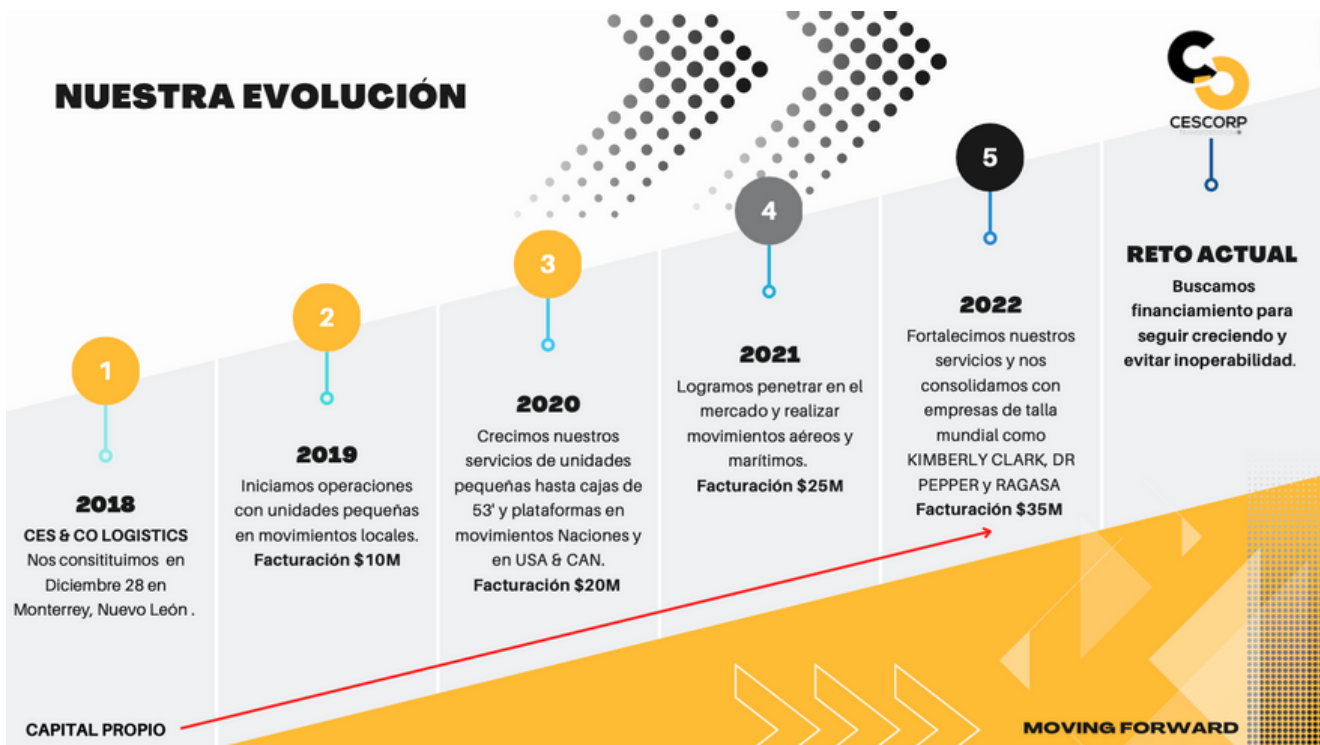 NUESTRA EVOLUCIÓN
CESCORP
1
2018
CES & CO LOGISTICS
Nos consitituimos en
Diciembre 28 en
Monterrey, Nuevo León .
2
2019
Iniciamos operaciones
con unidades pequeñas
en movimientos locales.
Facturación $10M
3
2020
Crecimos nuestros
servicios de unidades
pequeñas hasta cajas de
53' y plataformas en
movimientos Naciones y
en USA & CAN.
Facturación $20M
4
2021
Logramos penetrar en el
mercado y realizar
movimientos aéreos y
marítimos.
Facturación $25M
5
2022
Fortalecimos nuestros
servicios y nos
consolidamos con
empresas de talla
mundial como
KIMBERLY CLARK, DR
PEPPER y RAGASA
Facturación $35M
RETO ACTUAL
Buscamos
financiamiento para
seguir creciendo y
evitar inoperabilidad.
CAPITAL PROPIO
MOVING FORWARD